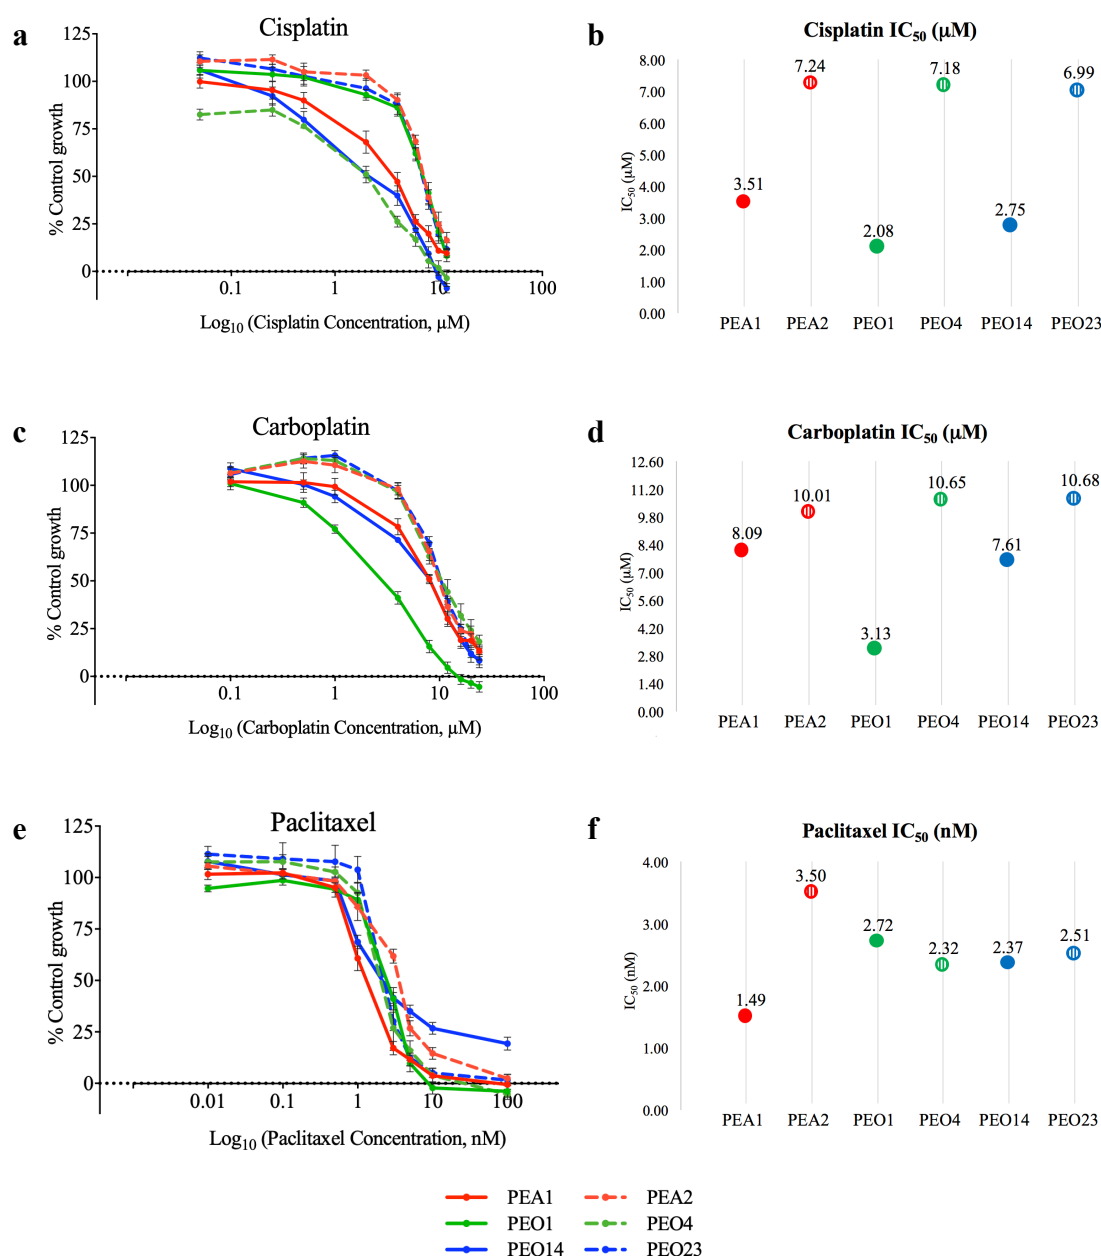 a
Cisplatin
125
100
75
50
25
0
% Control growth
0.1
1
10
100
Log10 (Cisplatin Concentration, µM)
b
Cisplatin IC50 (µM)
8.00
7.00
6.00
5.00
4.00
3.00
2.00
1.00
0.00
IC50 (µM)
3.51
7.24
2.08
7.18
2.75
6.99
PEA1 PEA2 PEO1 PEO4 PEO14 PEO23
c
Carboplatin
125
100
75
50
25
0
% Control growth
0.1
1
10
100
Log10 (Carboplatin Concentration, µM)
d
Carboplatin IC50 (µM)
12.60
11.20
9.80
8.40
7.00
5.60
4.20
2.80
1.40
0.00
IC50 (µM)
8.09
10.01
3.13
10.65
7.61
10.68
PEA1 PEA2 PEO1 PEO4 PEO14 PEO23
e
Paclitaxel
125
100
75
50
25
0
% Control growth
0.01
0.1
1
10
100
Log10 (Paclitaxel Concentration, nM)
f
Paclitaxel IC50 (nM)
4.00
3.00
2.00
1.00
0.00
IC50 (nM)
1.49
3.50
2.72
2.32
2.37
2.51
PEA1 PEA2 PEO1 PEO4 PEO14 PEO23
PEA1 PEA2
PEO1 PEO4
PEO14 PEO23